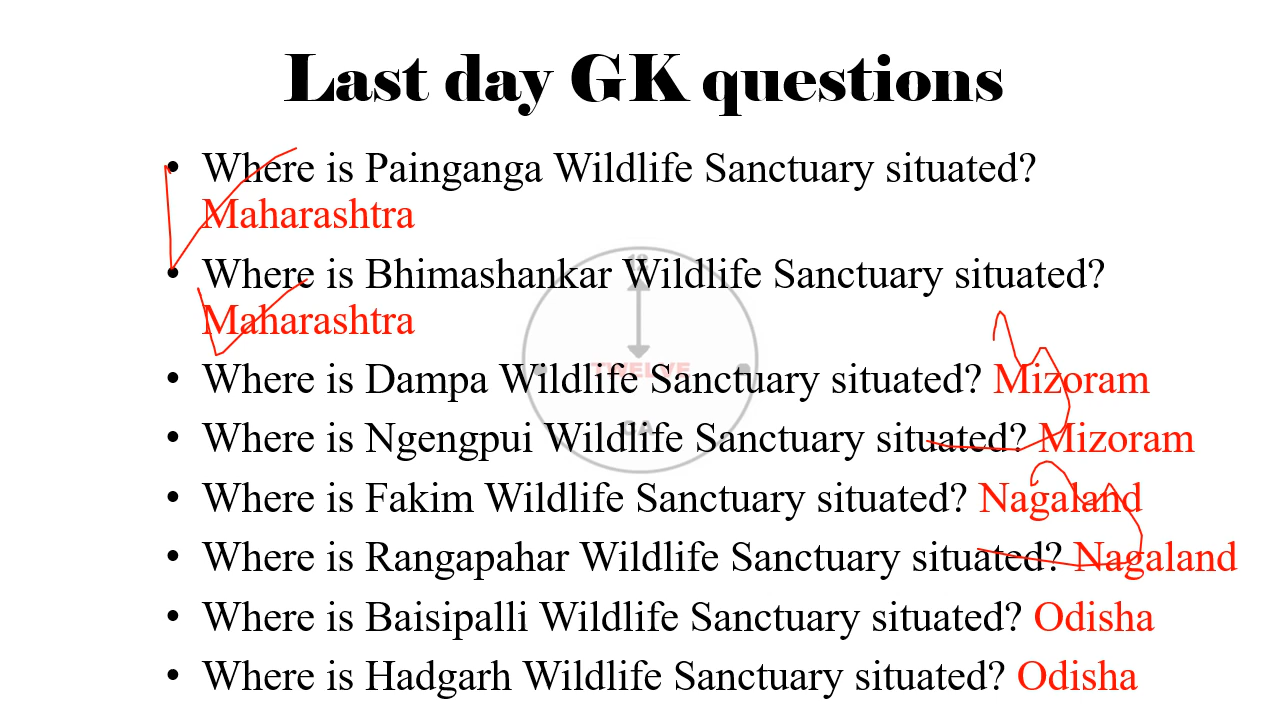 Last day GK questions
• Where is Painganga Wildlife Sanctuary situated?
Maharashtra
• Where is Bhimashankar Wildlife Sanctuary situated?
Maharashtra
• Where is Dampa Wildlife Sanctuary situated? Mizoram
• Where is Ngengpui Wildlife Sanctuary situated? Mizoram
• Where is Fakim Wildlife Sanctuary situated? Nagaland
• Where is Rangapahar Wildlife Sanctuary situated? Nagaland
• Where is Baisipalli Wildlife Sanctuary situated? Odisha
• Where is Hadgarh Wildlife Sanctuary situated? Odisha
12
TWELVE